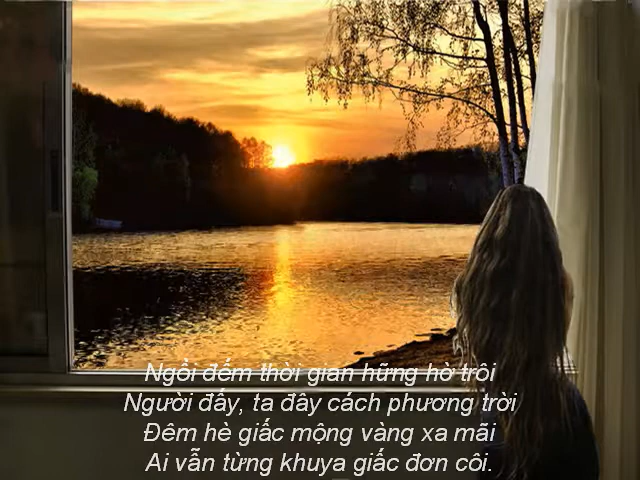 Ngồi đếm thời gian hững hờ trôi
Người đấy, ta đây cách phương trời
Đêm hè giấc mộng vàng xa mãi
Ai vẫn từng khuya giấc đơn côi.